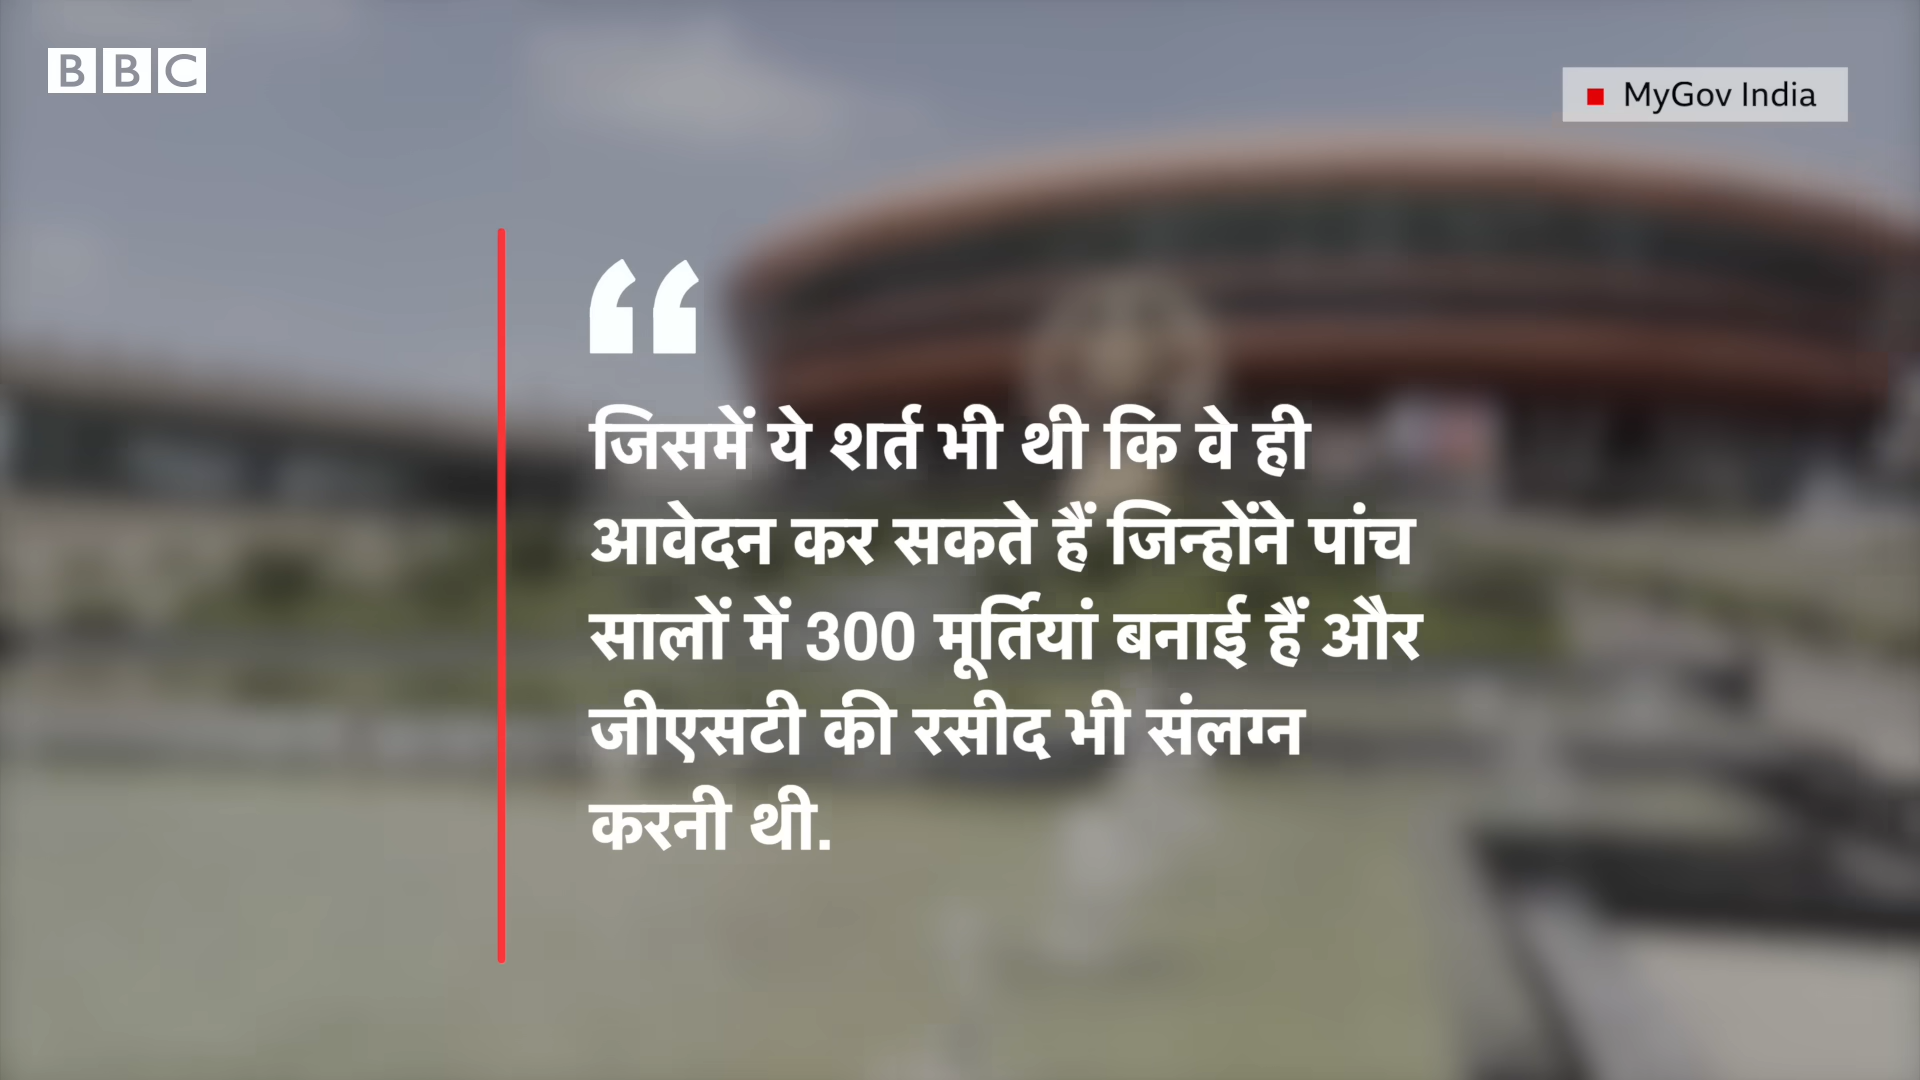 BBC
MyGov India
जिसमें ये शर्त भी थी कि वे ही
आवेदन कर सकते हैं जिन्होंने पांच
सालों में 300 मूर्तियां बनाई हैं और
जीएसटी की रसीद भी संलग्न
करनी थी.